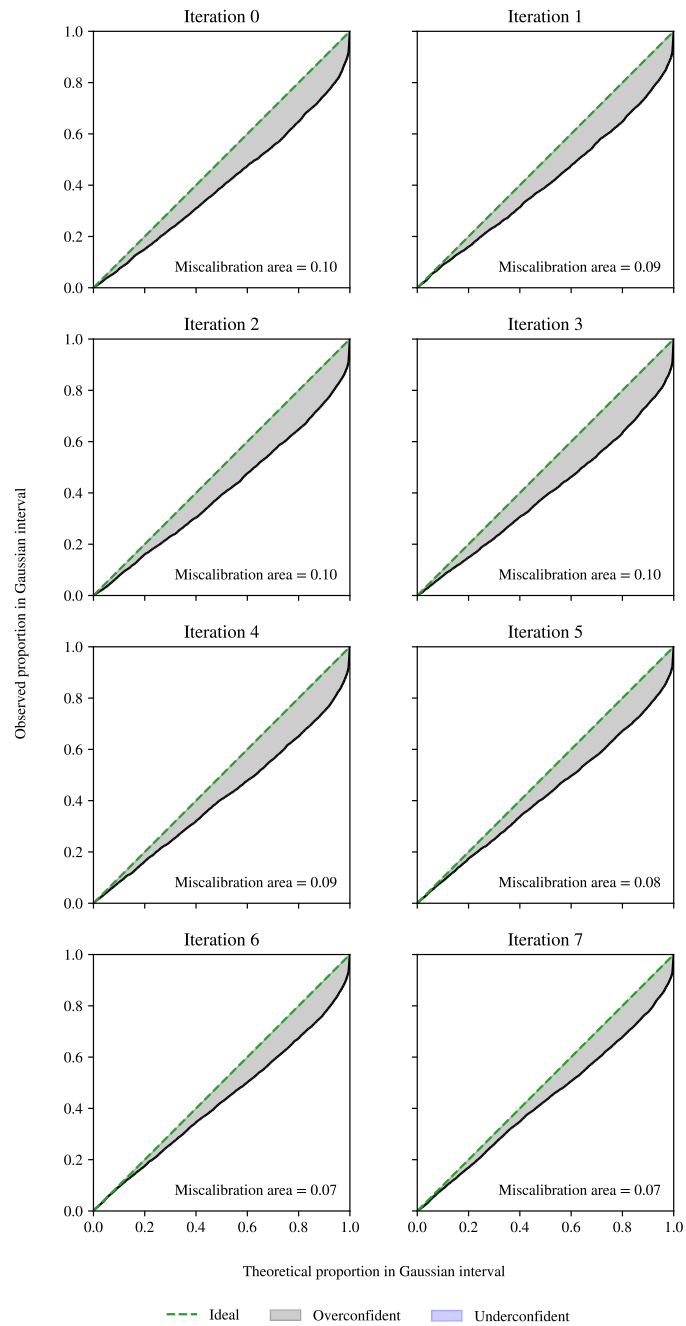 Iteration 0
Iteration 1
1.0
0.8
0.6
0.4
0.2
0.0
Miscalibration area = 0.10
Miscalibration area = 0.09
Iteration 2
Iteration 3
1.0
0.8
0.6
0.4
0.2
0.0
Miscalibration area = 0.10
Miscalibration area = 0.10
Observed proportion in Gaussian interval
Iteration 4
Iteration 5
1.0
0.8
0.6
0.4
0.2
0.0
Miscalibration area = 0.09
Miscalibration area = 0.08
Iteration 6
Iteration 7
1.0
0.8
0.6
0.4
0.2
0.0
Miscalibration area = 0.07
Miscalibration area = 0.07
0.0 0.2 0.4 0.6 0.8 1.0
0.0 0.2 0.4 0.6 0.8 1.0
Theoretical proportion in Gaussian interval
Ideal
Overconfident
Underconfident